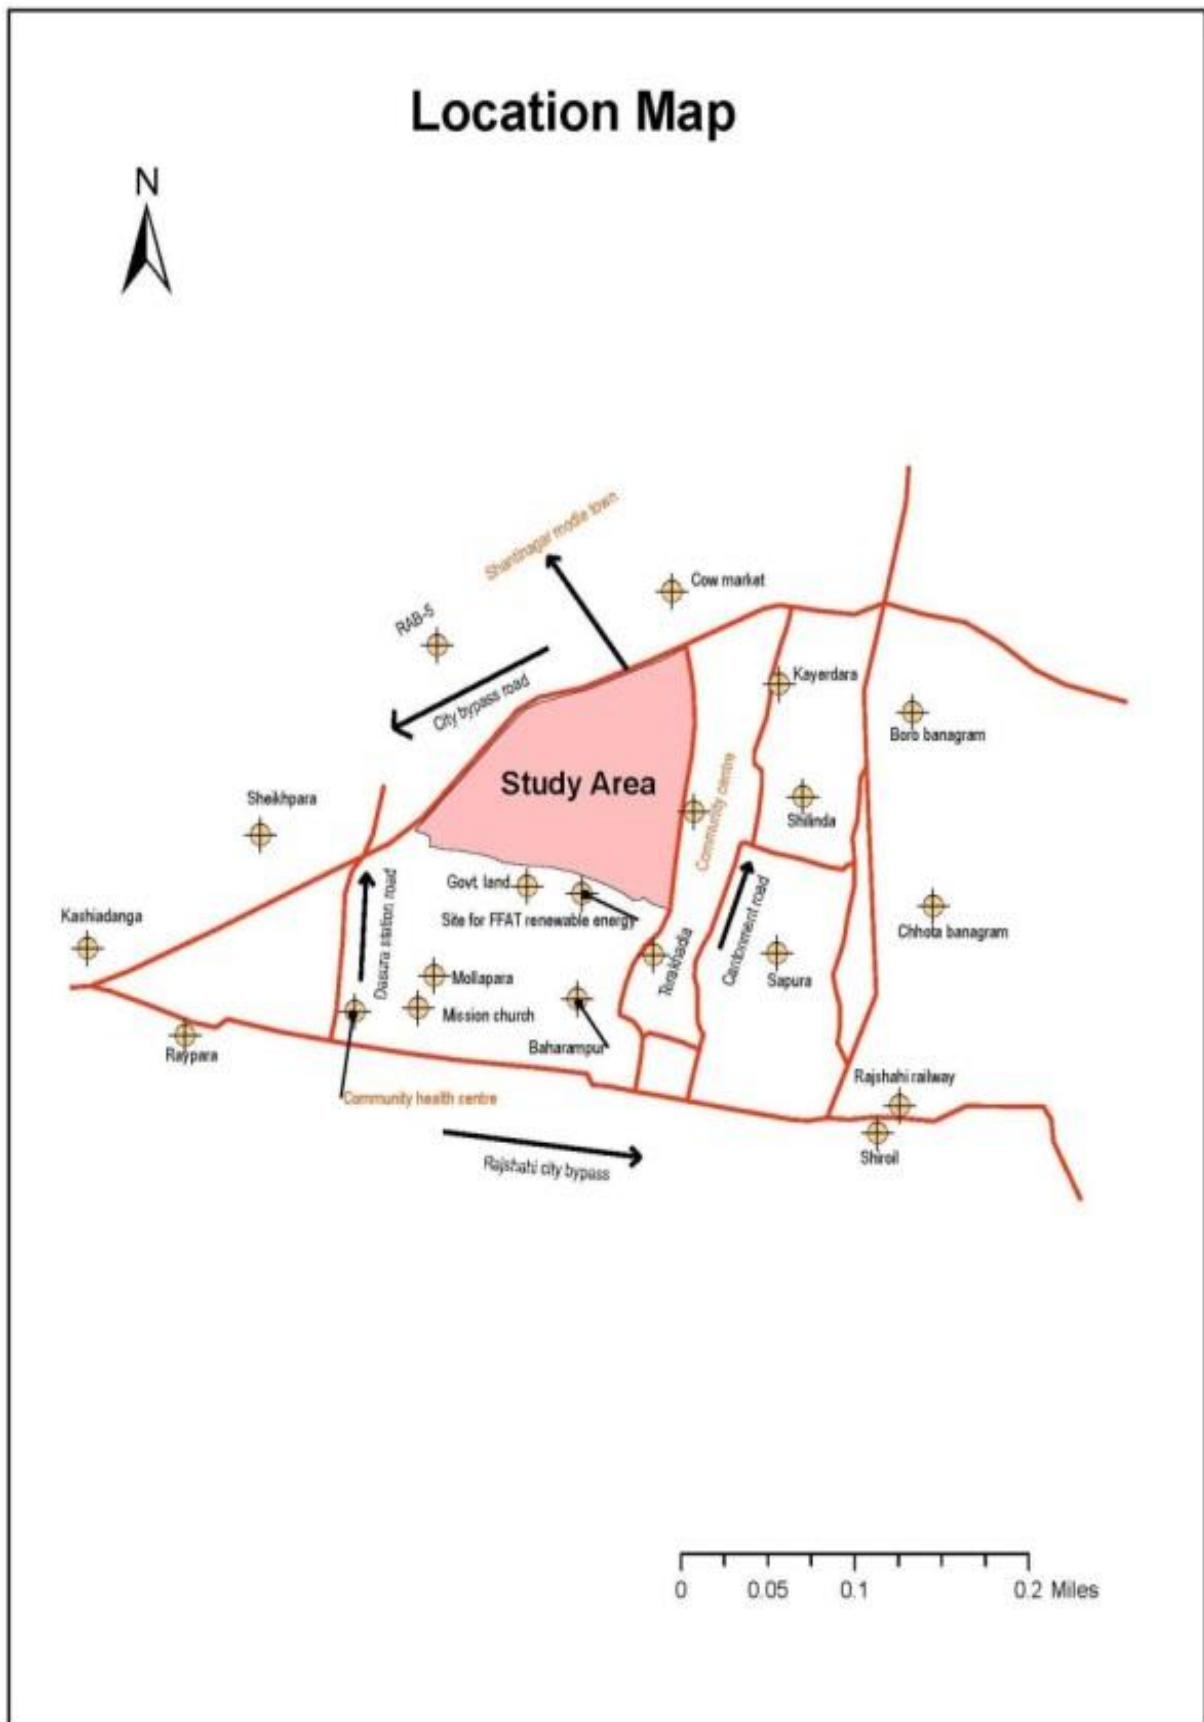 Location Map
N
Shantinagar modle town
Cow market
RAB-5
Kayerdara
City bypass road
Boro banagram
Study Area
Community centre
Sheikhpara
Shilinda
Govt. land
Dasura station road
Site for FFAT renewable energy
Kashiadanga
Chhota banagram
Terakhadia
Cantonment road
Mollapara
Sapura
Mission church
Baharampur
Raypara
Rajshahi railway
Community health centre
Shiroil
Rajshahi city bypass
0 0.05 0.1 0.2 Miles